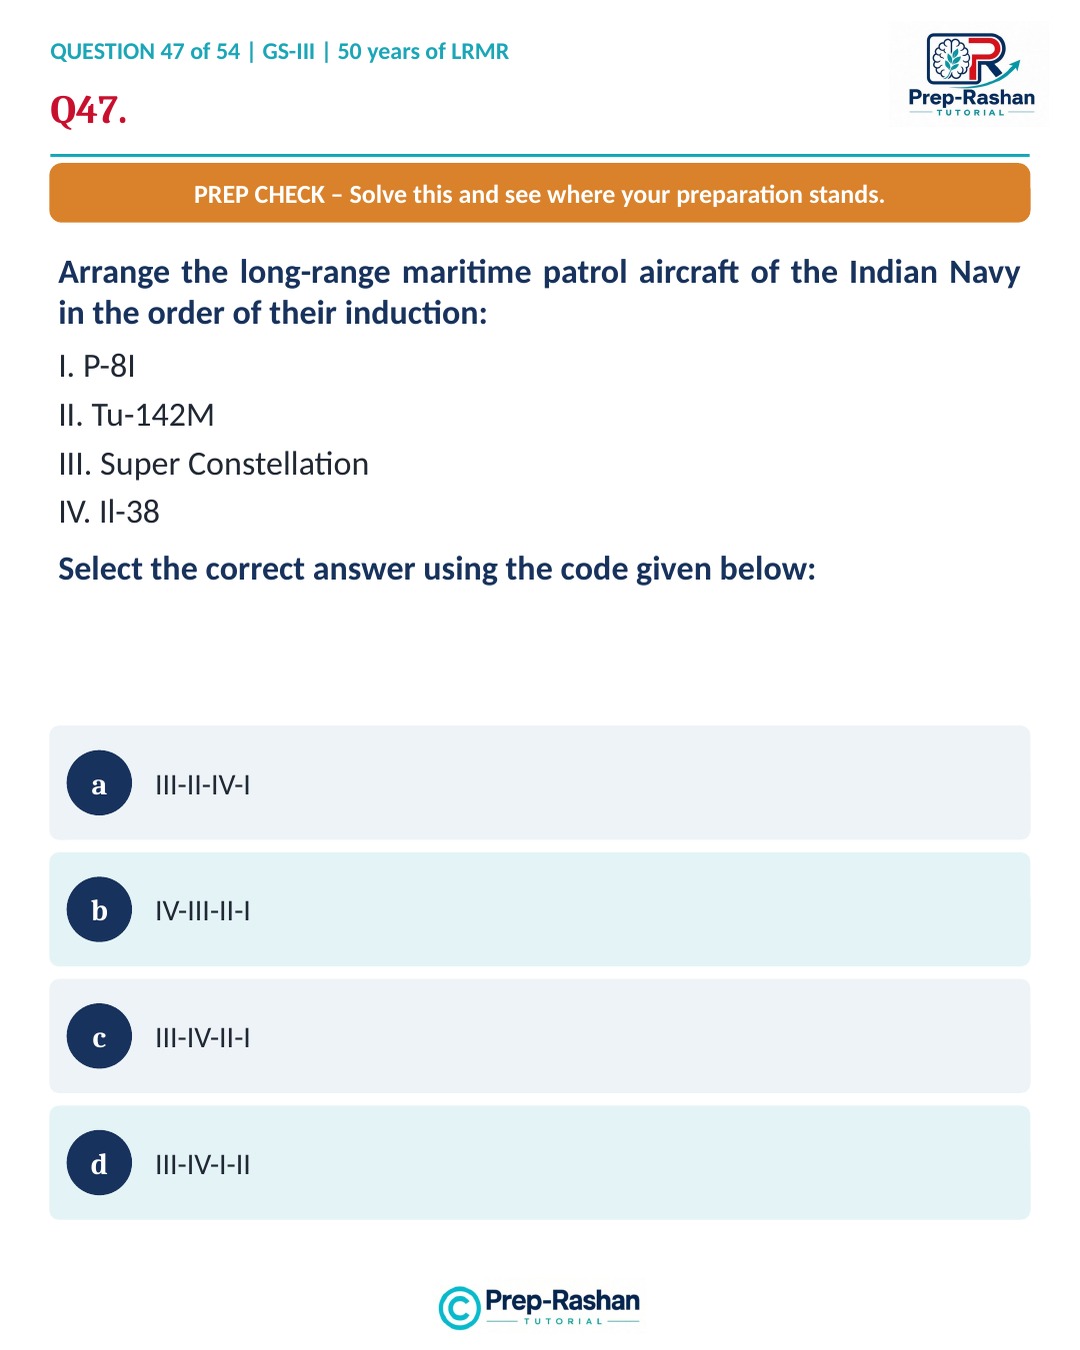 QUESTION 47 of 54 | GS-III | 50 years of LRMR
Prep-Rashan
TUTORIAL
Q47.
PREP CHECK – Solve this and see where your preparation stands.
Arrange the long-range maritime patrol aircraft of the Indian Navy
in the order of their induction:
I. P-8I
II. Tu-142M
III. Super Constellation
IV. Il-38
Select the correct answer using the code given below:
a III-II-IV-I
b IV-III-II-I
c III-IV-II-I
d III-IV-I-II
© Prep-Rashan
TUTORIAL